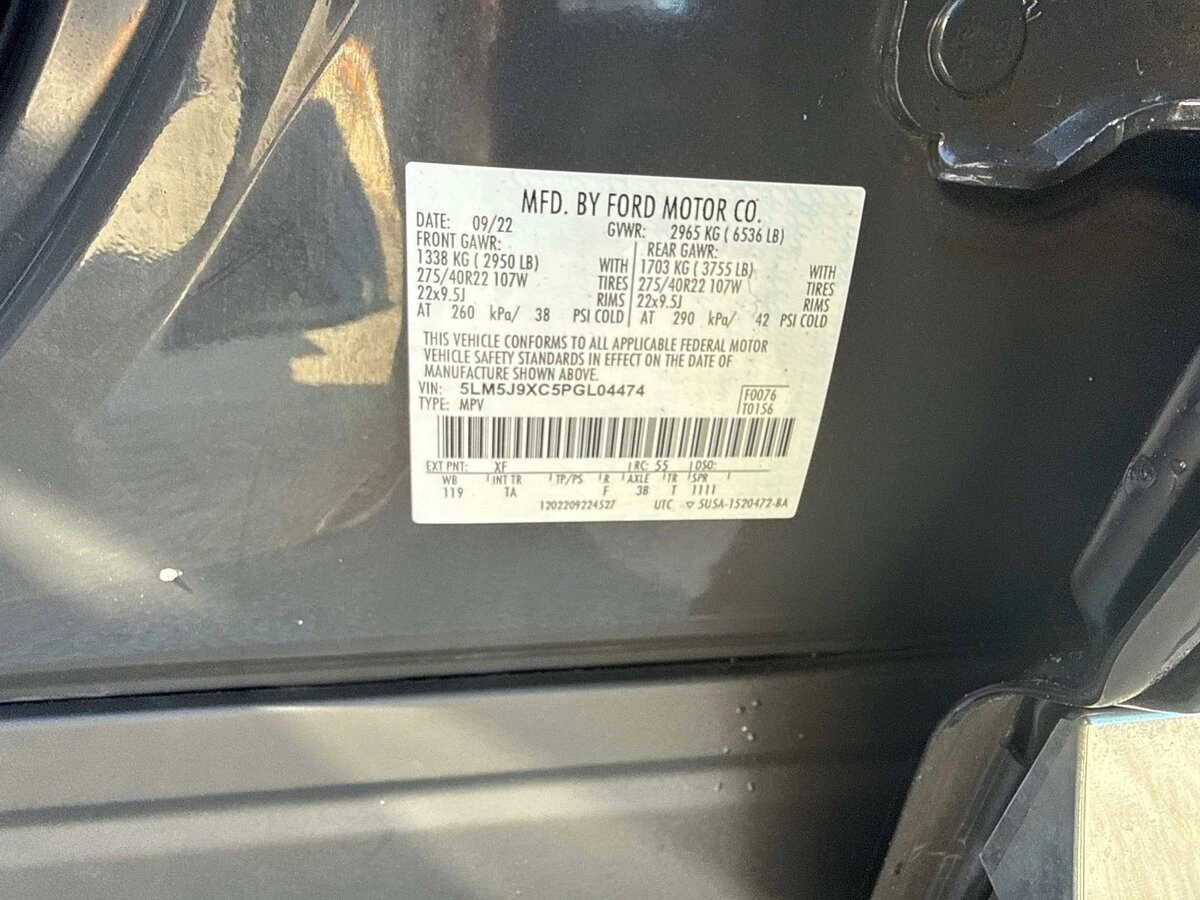 MFD. BY FORD MOTOR CO.
DATE: 09/22 GVWR: 2965 KG ( 6536 LB)
FRONT GAWR: REAR GAWR:
1338 KG ( 2950 LB) WITH 1703 KG ( 3755 LB) WITH
275/40R22 107W TIRES 275/40R22 107W TIRES
22x9.5J RIMS 22x9.5J RIMS
AT 260 kPa/ 38 PSI COLD AT 290 kPa/ 42 PSI COLD
THIS VEHICLE CONFORMS TO ALL APPLICABLE FEDERAL MOTOR
VEHICLE SAFETY STANDARDS IN EFFECT ON THE DATE OF
MANUFACTURE SHOWN ABOVE.
VIN: 5LM5J9XC5PGL04474 F0076
TYPE: MPV T0156
EXT PNT: XF RC: 55 DSO:
WB INT TR TP/PS R AXLE TR SPR
119 TA F 3B T 1111
1202209224527 UTC ▽ 5U5A-1520472-BA